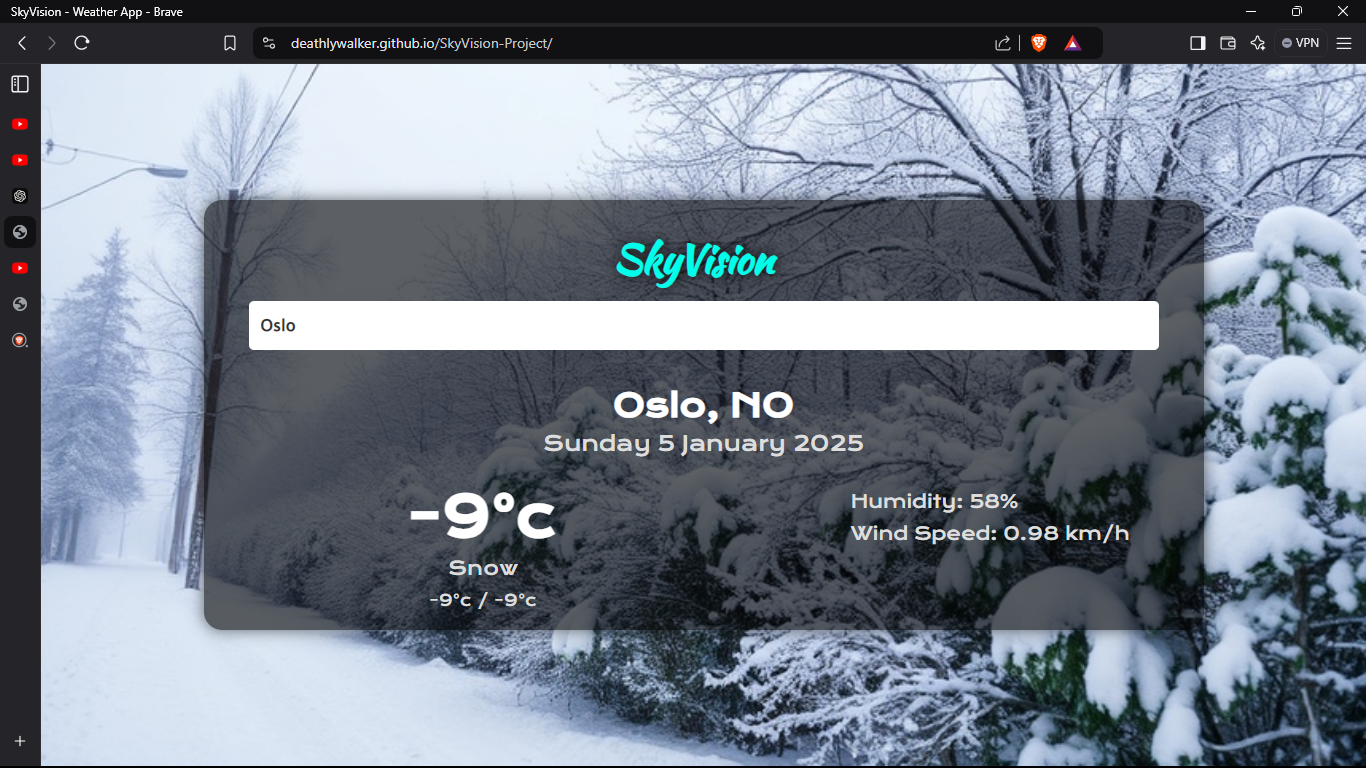 SkyVision - Weather App - Brave
deathlywalker.github.io/SkyVision-Project/
VPN
SkyVision
Oslo
Oslo, NO
Sunday 5 January 2025
-9°c
Humidity: 58%
Wind Speed: 0.98 km/h
Snow
-9°c / -9°c